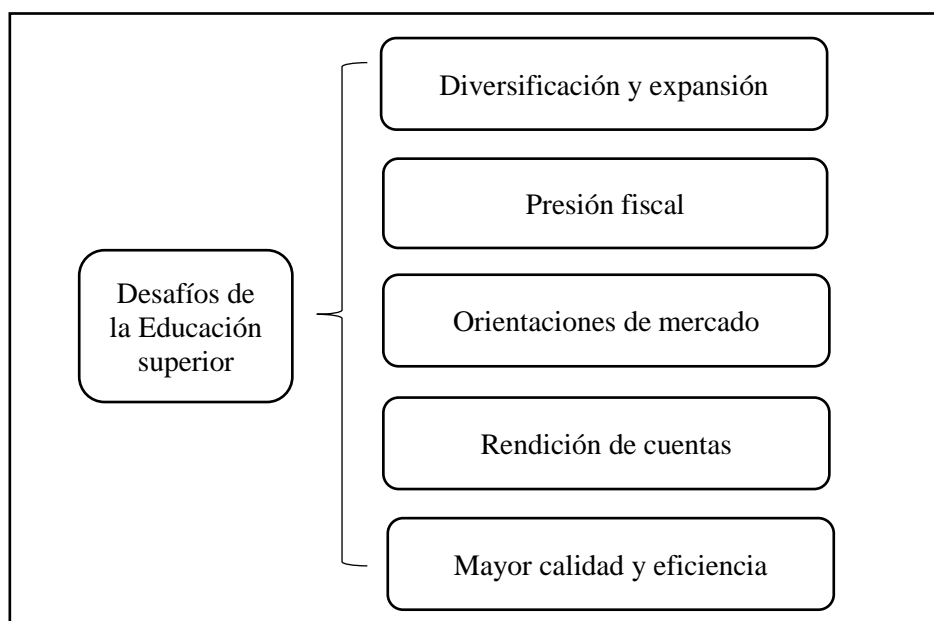 Diversificación y expansión
Presión fiscal
Desafíos de
la Educación
superior
Orientaciones de mercado
Rendición de cuentas
Mayor calidad y eficiencia